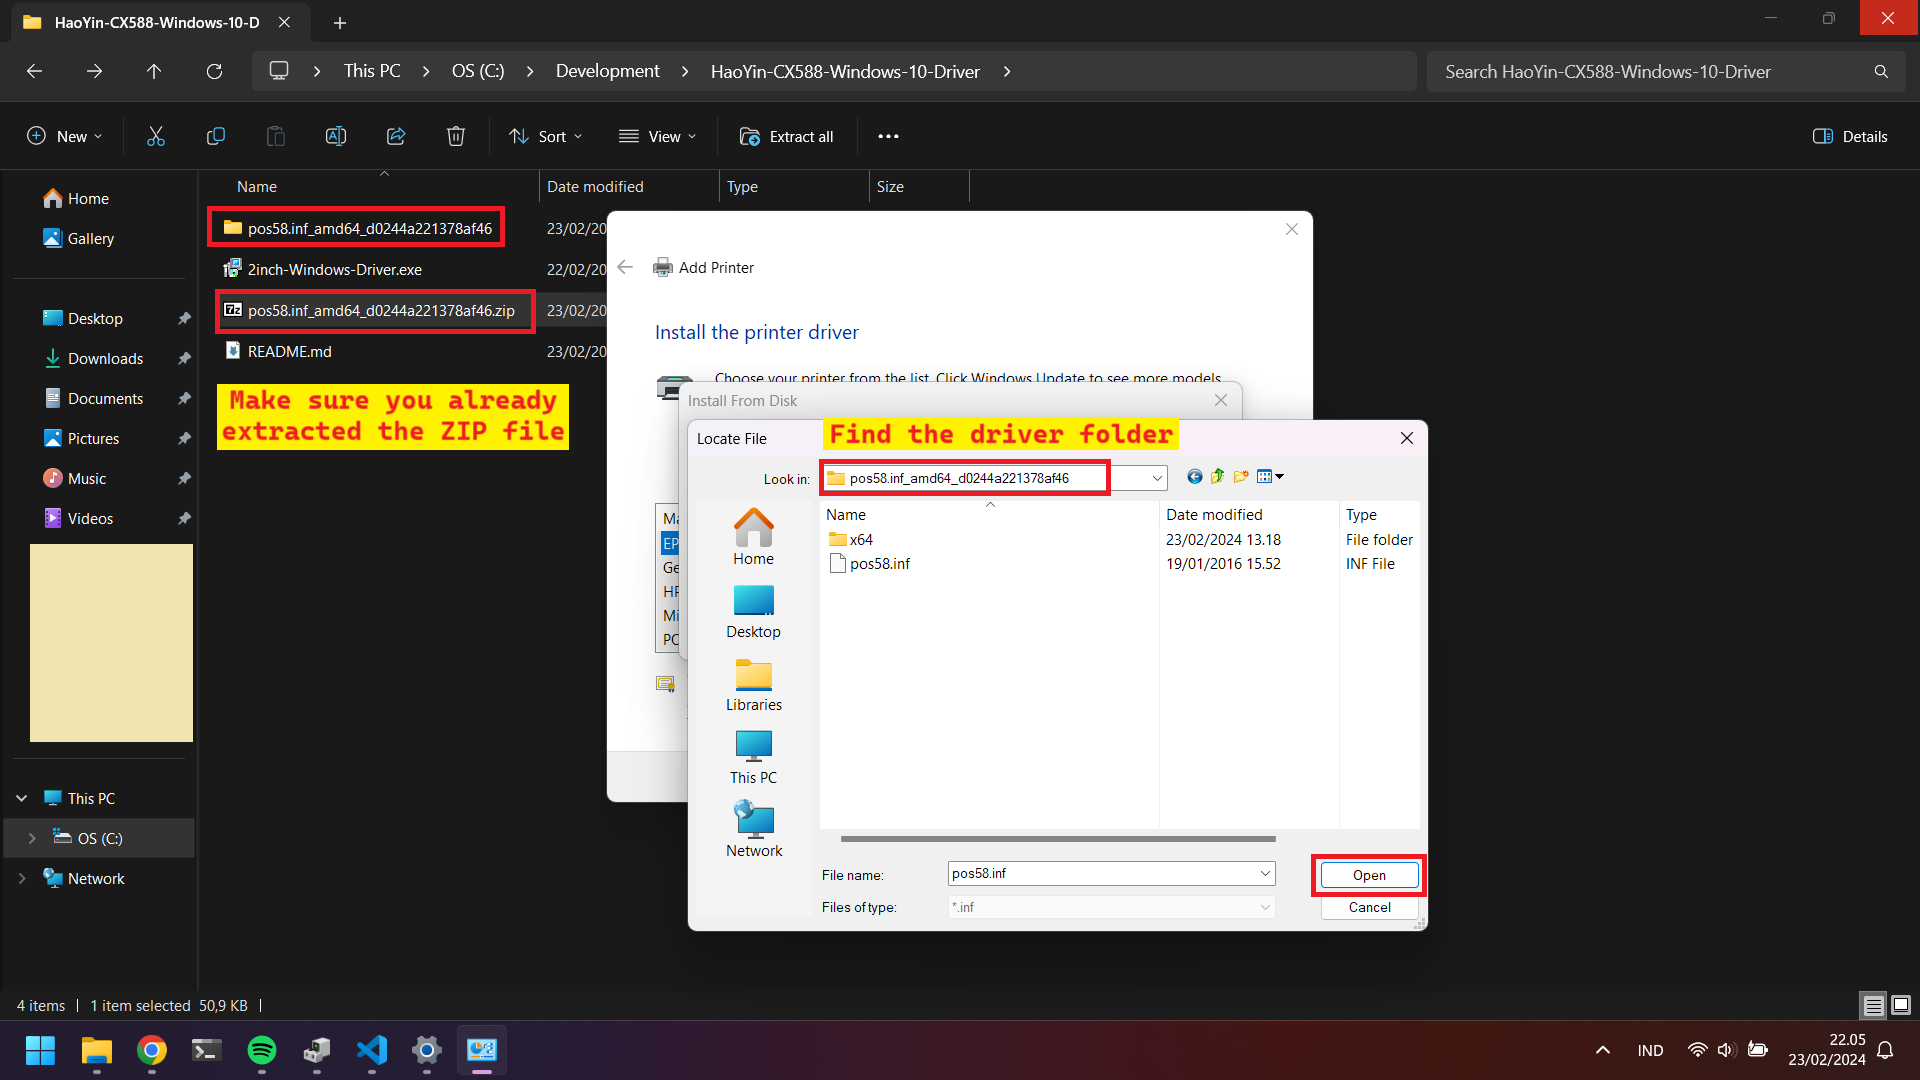 HaoYin-CX588-Windows-10-D
This PC
OS (C:)
Development
HaoYin-CX588-Windows-10-Driver
Search HaoYin-CX588-Windows-10-Driver
New
Sort
View
Extract all
Details
Home
Gallery
Desktop
Downloads
Documents
Pictures
Music
Videos
This PC
OS (C:)
Network
Name
Date modified
Type
Size
pos58.inf_amd64_d0244a221378af46
23/02/20
2inch-Windows-Driver.exe
22/02/20
7z
pos58.inf_amd64_d0244a221378af46.zip
23/02/20
README.md
23/02/20
Make sure you already
extracted the ZIP file
Add Printer
Install the printer driver
Choose your printer from the list. Click Windows Update to see more models.
Ma
EP
Ge
HP
Mi
PO
Install From Disk
Locate File
Find the driver folder
Look in:
pos58.inf_amd64_d0244a221378af46
Home
Desktop
Libraries
This PC
Network
Name
Date modified
Type
x64
23/02/2024 13.18
File folder
pos58.inf
19/01/2016 15.52
INF File
File name:
pos58.inf
Open
Files of type:
*.inf
Cancel
4 items
1 item selected 50,9 KB
IND
22.05
23/02/2024